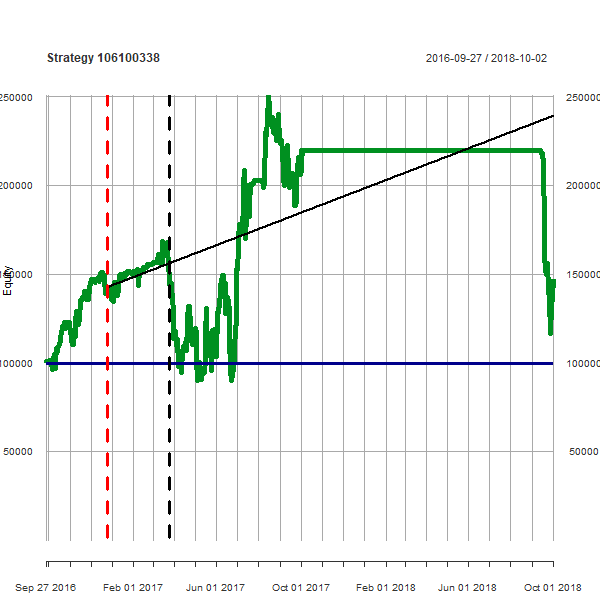 Strategy 106100338
2016-09-27 / 2018-10-02
250000
250000
200000
200000
150000
150000
Equity
100000
100000
50000
50000
Sep 27 2016
Feb 01 2017
Jun 01 2017
Oct 01 2017
Feb 01 2018
Jun 01 2018
Oct 01 2018